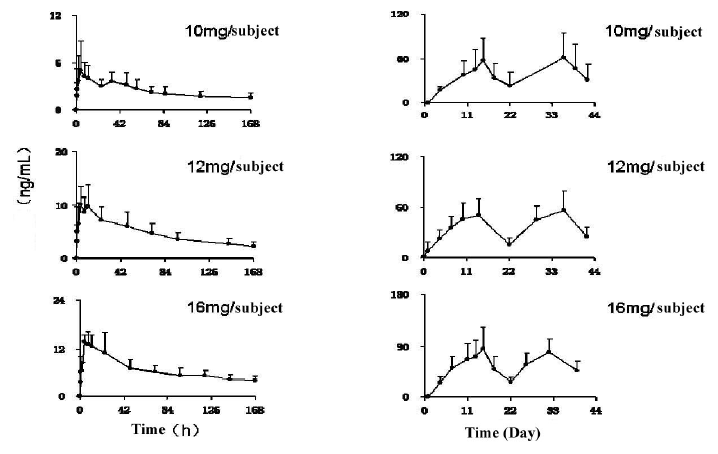 12
6
0
10mg/subject
0 42 84 126 168
120
60
0
10mg/subject
0 11 22 33 44
(ng/mL)
20
10
0
12mg/subject
0 42 84 126 168
120
60
0
12mg/subject
0 11 22 33 44
24
12
0
16mg/subject
0 42 84 126 168
Time (h)
180
90
0
16mg/subject
0 11 22 33 44
Time (Day)